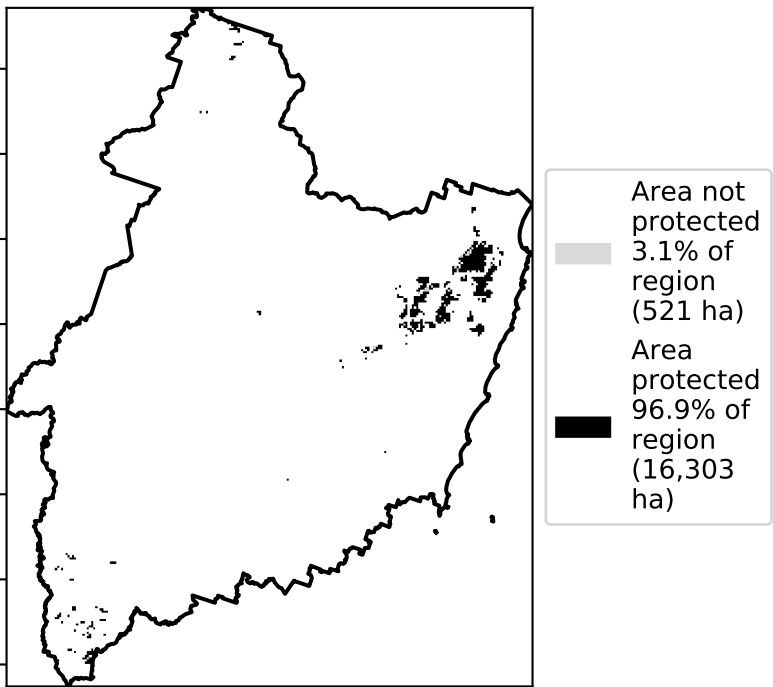 Area not
protected
3.1% of
region
(521 ha)
Area
protected
96.9% of
region
(16,303
ha)